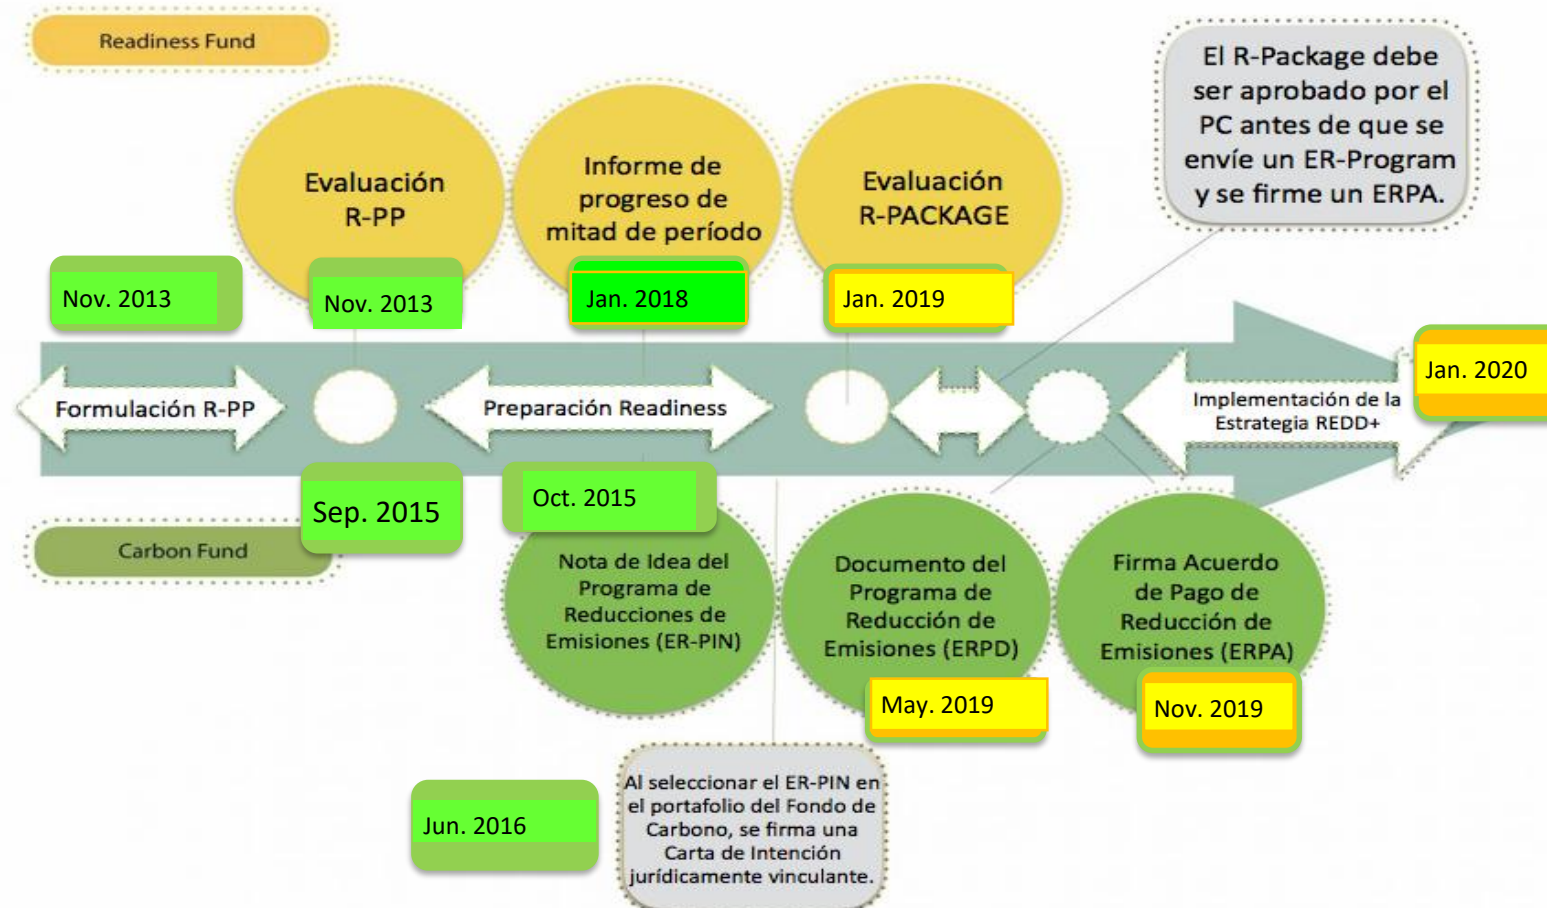 Readiness Fund
Evaluación
R-PP
Informe de
progreso de
mitad de período
Evaluación
R-PACKAGE
El R-Package debe
ser aprobado por el
PC antes de que se
envíe un ER-Program
y se firme un ERPA.
Nov. 2013
Nov. 2013
Jan. 2018
Jan. 2019
Jan. 2020
Formulación R-PP
Preparación Readiness
Implementación de la
Estrategia REDD+
Sep. 2015
Oct. 2015
Carbon Fund
Nota de Idea del
Programa de
Reducciones de
Emisiones (ER-PIN)
Documento del
Programa de
Reducción de
Emisiones (ERPD)
Firma Acuerdo
de Pago de
Reducción de
Emisiones (ERPA)
May. 2019
Nov. 2019
Jun. 2016
Al seleccionar el ER-PIN en
el portafolio del Fondo de
Carbono, se firma una
Carta de Intención
jurídicamente vinculante.